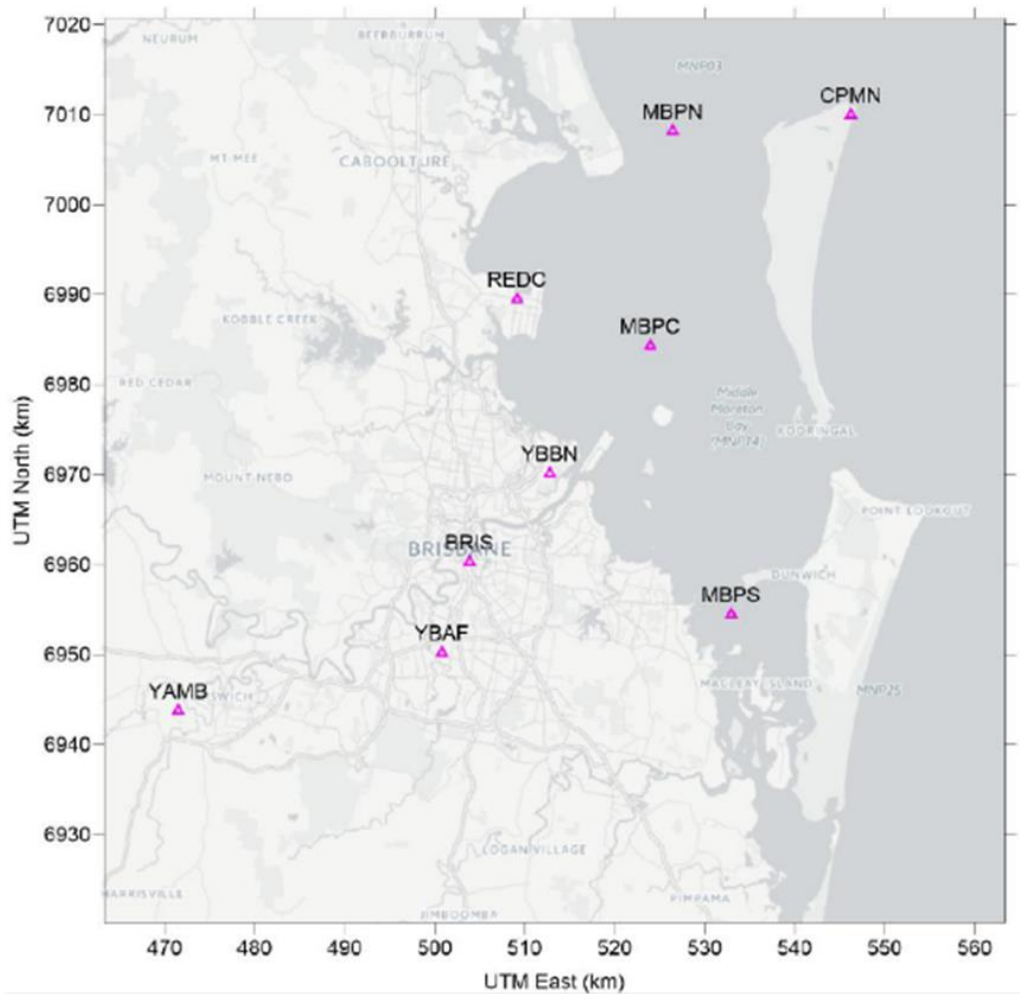 7020
NEURUM
BEERBURRUM
MNP03
7010
MBPN
CPMN
MT MEE
CABOOLTURE
7000
6990
REDC
KOBBLE CREEK
MBPC
6980
RED CEDAR
Middle
Moreton
Bay
(MNP14)
KOORINGAL
YBBN
6970
MOUNT NEBO
POINT LOOKOUT
BRIS
BRISBANE
6960
DUNWICH
MBPS
YBAF
6950
MACLEAY ISLAND
MNP25
YAMB
SWICH
6940
6930
LOGAN VILLAGE
HARRISVILLE
PIMPAMA
JIMBOOMBA
470 480 490 500 510 520 530 540 550 560
UTM East (km)
UTM North (km)